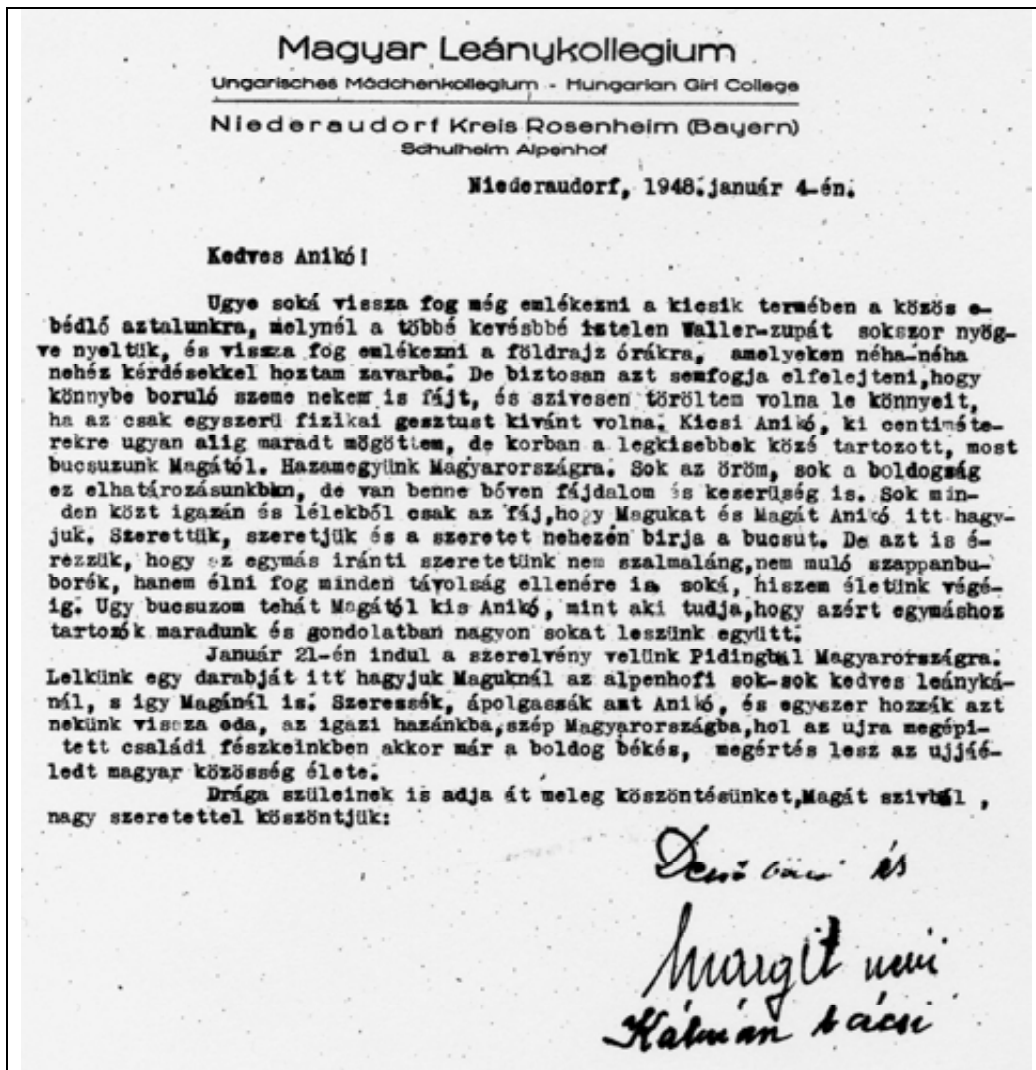 Magyar Leánykollegium
Ungarisches Mädchenkollegium - Hungarian Girl College
Niederaudorf Kreis Rosenheim (Bayern)
Schulheim Alpenhof
Niederaudorf, 1948.január 4-én.
Kedves Anikó!
Ugye soká vissza fog még emlékezni a kicsik termében a közös e-
bédlő aztalunkra, melynél a többé kevésbbé istelen Waller-zupát sokszor nyög-
ve nyeltük, és vissza fog emlékezni a földrajz órákra, amelyeken néha-néha
nehéz kérdésekkel hoztam zavarba. De biztosan azt semfogja elfelejteni,hogy
könnybe boruló szeme nekem is fájt, és szivesen töröltem volna le könnyeit,
ha az csak egyszerü fizikai gesztust kivánt volna. Kicsi Anikó, ki centiméte-
rekre ugyan alig maradt mögöttem, de korban a legkisebbek közé tartozott, most
bucsuzunk Magától. Hazamegyünk Magyarországra. Sok az öröm, sok a boldogság
ez elhatározásunkban, de van benne bőven fájdalom és keserüség is. Sok min-
den közt igazán és lélekből csak az fáj,hogy Magukat és Magát Anikó itt hagy-
juk. Szerettük, szeretjük és a szeretet nehezén birja a bucsut. De azt is é-
rezzük, hogy ez egymás iránti szeretetünk nem szalmaláng,nem muló szappanbu-
borék, hanem élni fog minden távolság ellenére is soká, hiszem életünk végé-
ig. Ugy bucsuzom tehát Magától kis Anikó, mint aki tudja,hogy azért egymáshoz
tartozók maradunk és gondolatban nagyon sokat leszünk együtt.
Január 21-én indul a szerelvény velünk Pidingból Magyarországra.
Lelkünk egy darabját itt hagyjuk Maguknál az alpenhofi sok-sok kedves leányká-
nál, s igy Magánál is. Szeressék, ápolgassák azt Anikó, és egyszer hozzák azt
nekünk vissza oda, az igazi hazánkba,szép Magyarországba,hol az ujra megépi-
tett családi fészkeinkben akkor már a boldog békés, megértés lesz az ujjáé-
ledt magyar közösség élete.
Drága szüleinek is adja át meleg köszöntésünket,Magát szivből ,
nagy szeretettel köszöntjük:
Dezső bácsi és
Margit neni
Kálmán bácsi